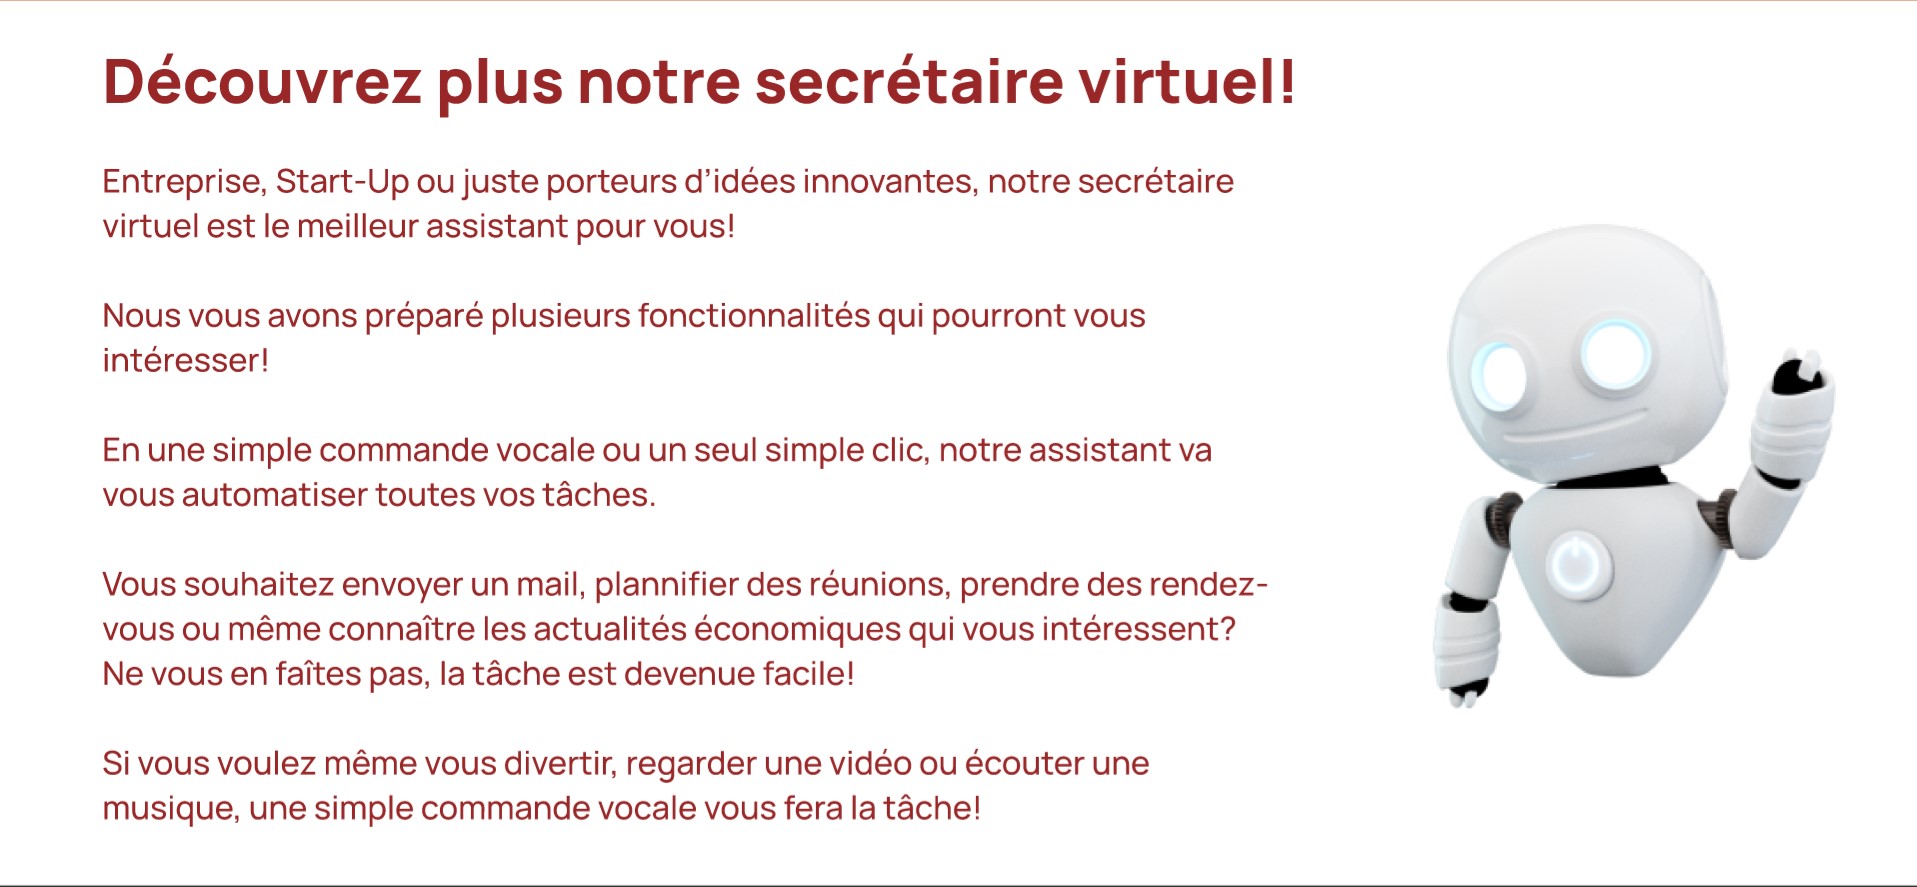 Découvrez plus notre secrétaire virtuel!
Entreprise, Start-Up ou juste porteurs d’idées innovantes, notre secrétaire
virtuel est le meilleur assistant pour vous!
Nous vous avons préparé plusieurs fonctionnalités qui pourront vous
intéresser!
En une simple commande vocale ou un seul simple clic, notre assistant va
vous automatiser toutes vos tâches.
Vous souhaitez envoyer un mail, plannifier des réunions, prendre des rendez-
vous ou même connaître les actualités économiques qui vous intéressent?
Ne vous en faîtes pas, la tâche est devenue facile!
Si vous voulez même vous divertir, regarder une vidéo ou écouter une
musique, une simple commande vocale vous fera la tâche!